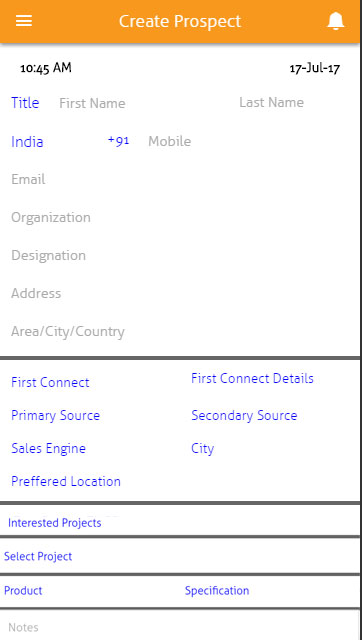 Create Prospect
10:45 AM 17-Jul-17
Title First Name Last Name
India +91 Mobile
Email
Organization
Designation
Address
Area/City/Country
First Connect First Connect Details
Primary Source Secondary Source
Sales Engine City
Preffered Location
Interested Projects
Select Project
Product Specification
Notes